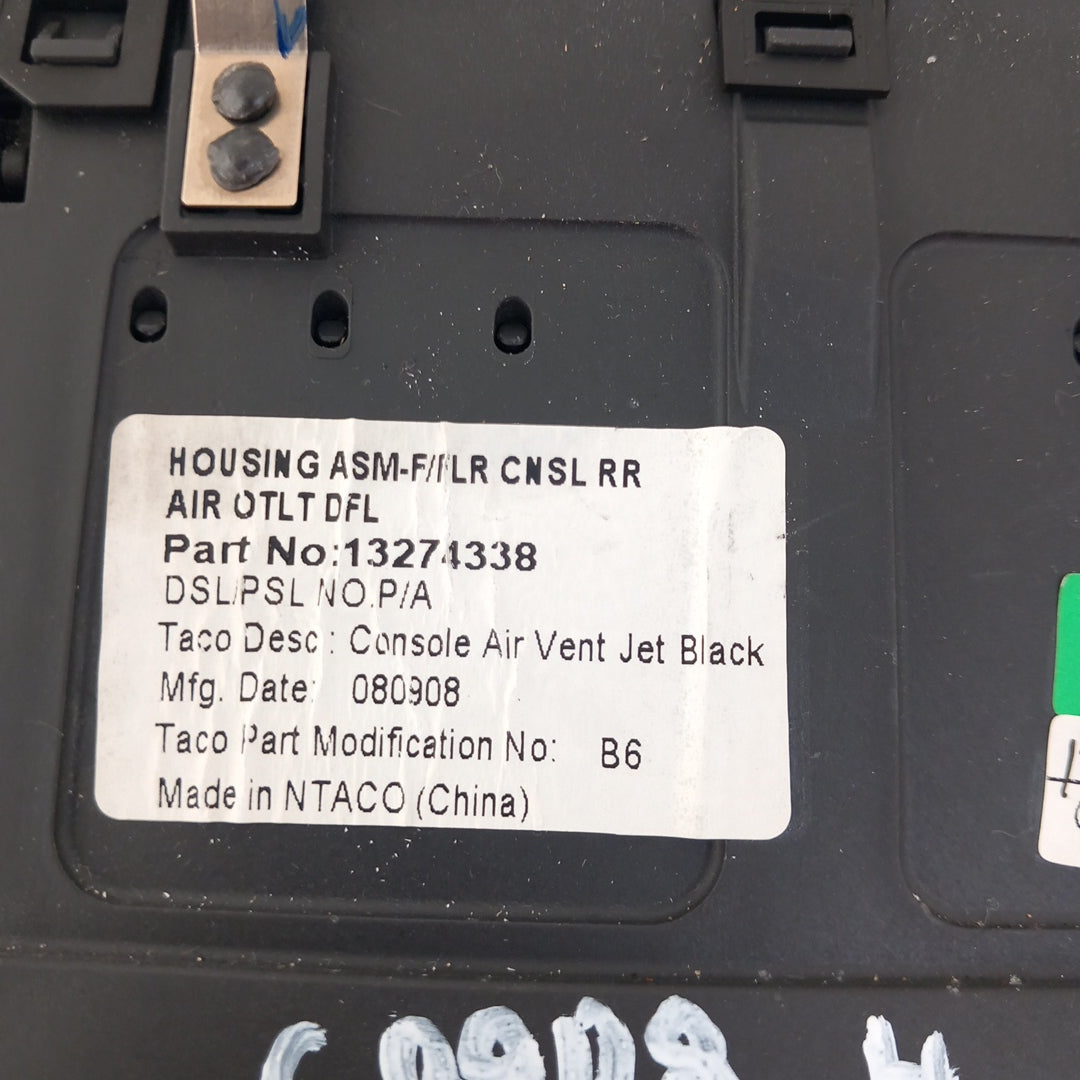 HOUSING ASM-F/FLR CNSL RR
AIR OTLT DFL
Part No:13274338
DSL/PSL NO.P/A
Taco Desc : Console Air Vent Jet Black
Mfg. Date: 080908
Taco Part Modification No: B6
Made in NTACO (China)